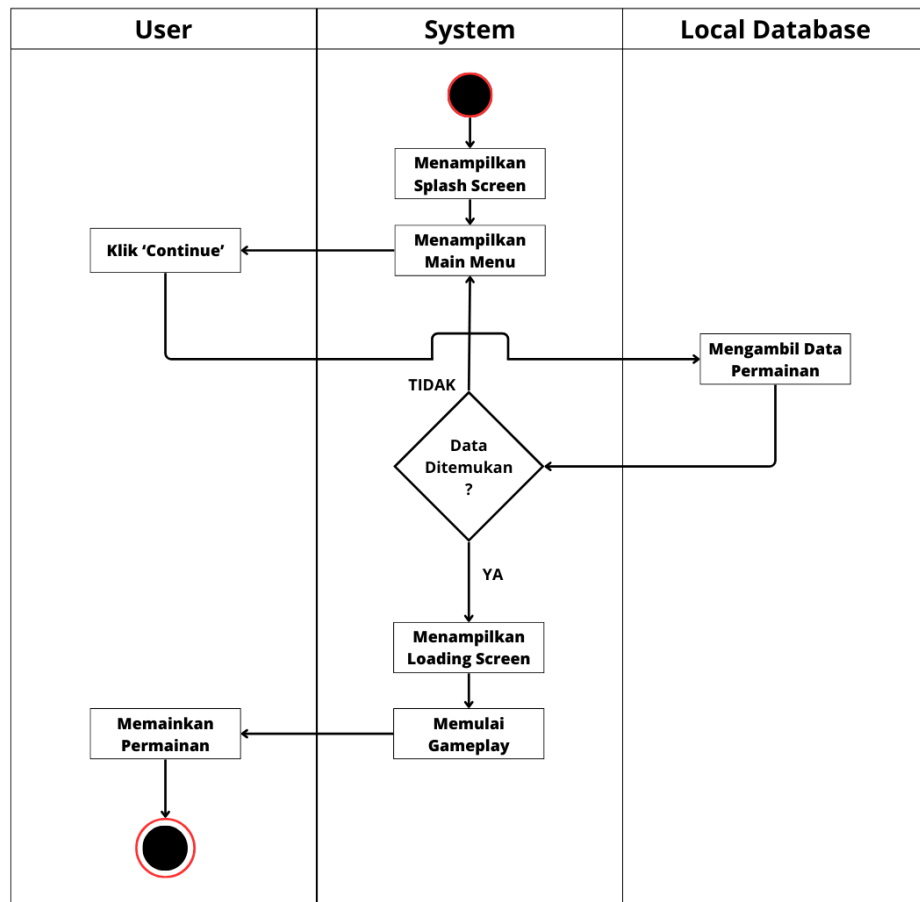 User
System
Local Database
Menampilkan
Splash Screen
Klik ‘Continue’
Menampilkan
Main Menu
Mengambil Data
Permainan
TIDAK
Data
Ditemukan
?
YA
Menampilkan
Loading Screen
Memainkan
Permainan
Memulai
Gameplay